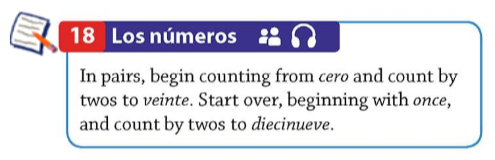 18 Los números
In pairs, begin counting from cero and count by
twos to veinte. Start over, beginning with once,
and count by twos to diecinueve.